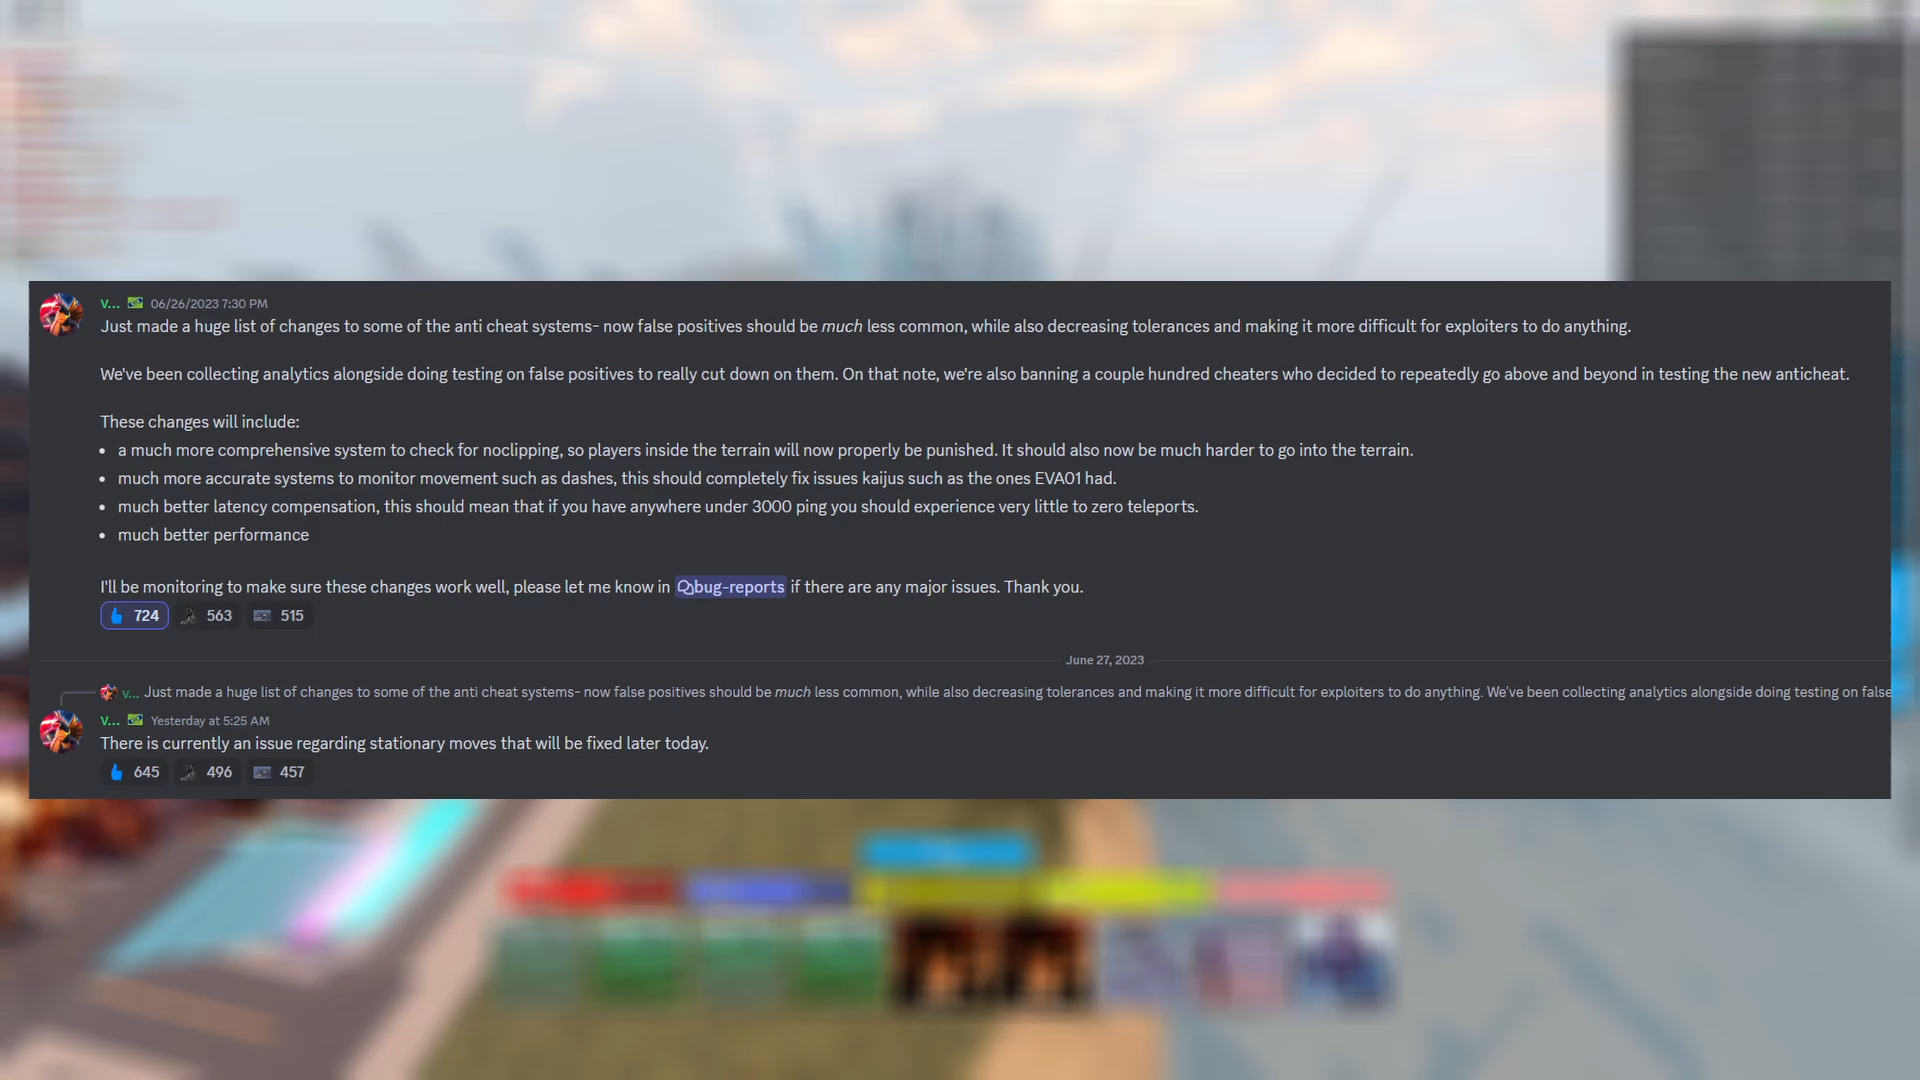 v... 06/26/2023 7:30 PM
Just made a huge list of changes to some of the anti cheat systems- now false positives should be much less common, while also decreasing tolerances and making it more difficult for exploiters to do anything.
We've been collecting analytics alongside doing testing on false positives to really cut down on them. On that note, we're also banning a couple hundred cheaters who decided to repeatedly go above and beyond in testing the new anticheat.
These changes will include:
• a much more comprehensive system to check for noclipping, so players inside the terrain will now properly be punished. It should also now be much harder to go into the terrain.
• much more accurate systems to monitor movement such as dashes, this should completely fix issues kaijus such as the ones EVA01 had.
• much better latency compensation, this should mean that if you have anywhere under 3000 ping you should experience very little to zero teleports.
• much better performance
I'll be monitoring to make sure these changes work well, please let me know in bug-reports if there are any major issues. Thank you.
724 563 515
June 27, 2023
v... Just made a huge list of changes to some of the anti cheat systems- now false positives should be much less common, while also decreasing tolerances and making it more difficult for exploiters to do anything. We've been collecting analytics alongside doing testing on false
v... Yesterday at 5:25 AM
There is currently an issue regarding stationary moves that will be fixed later today.
645 496 457